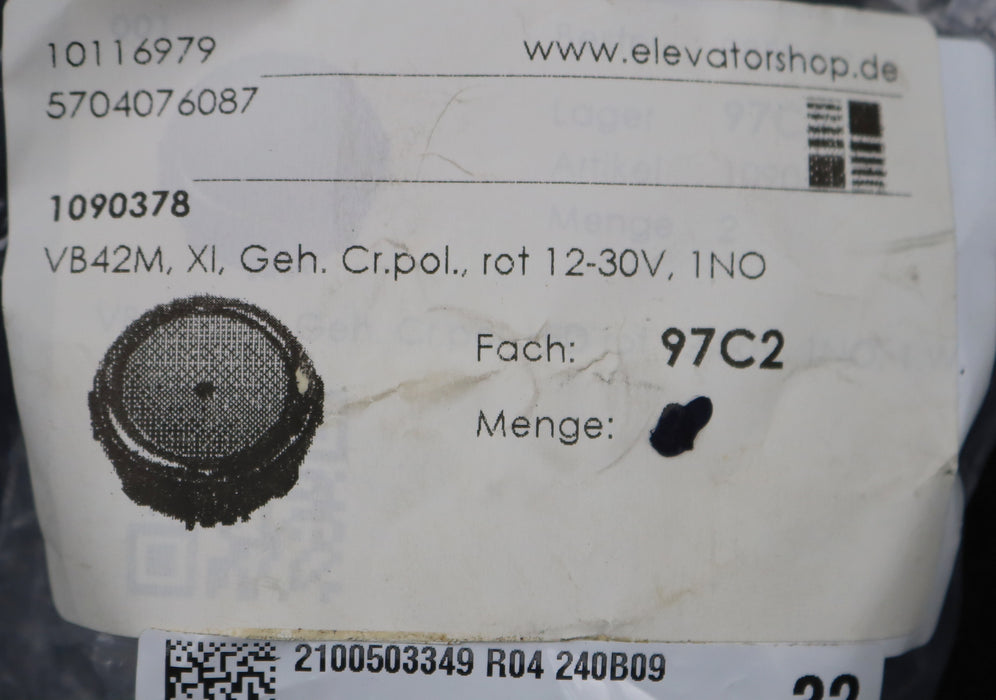 10116979
www.elevatorshop.de
5704076087
1090378
VB42M, XI, Geh. Cr.pol., rot 12-30V, 1NO
Fach: 97C2
Menge:
2100503349 R04 240B09